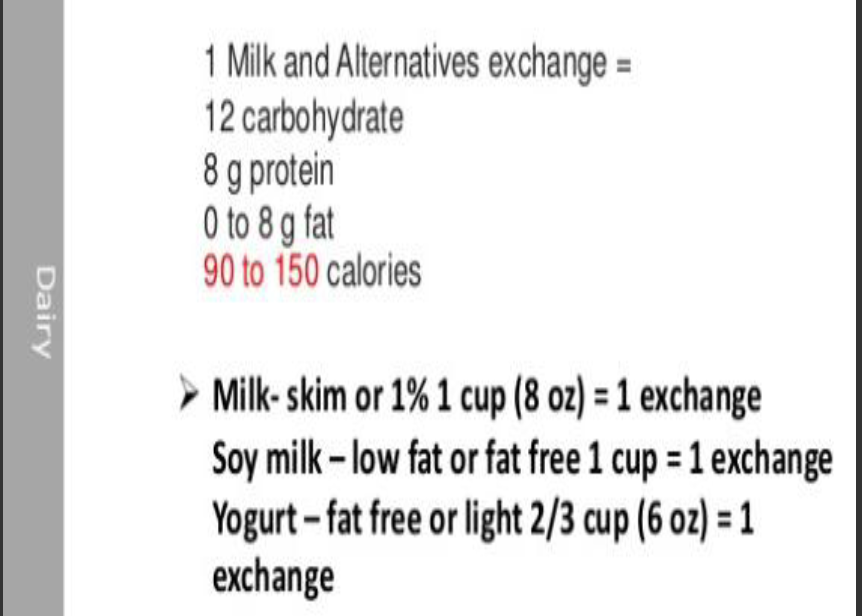 1 Milk and Alternatives exchange =
12 carbohydrate
8 g protein
0 to 8 g fat
90 to 150 calories
Dairy
➢ Milk- skim or 1% 1 cup (8 oz) = 1 exchange
Soy milk – low fat or fat free 1 cup = 1 exchange
Yogurt – fat free or light 2/3 cup (6 oz) = 1
exchange